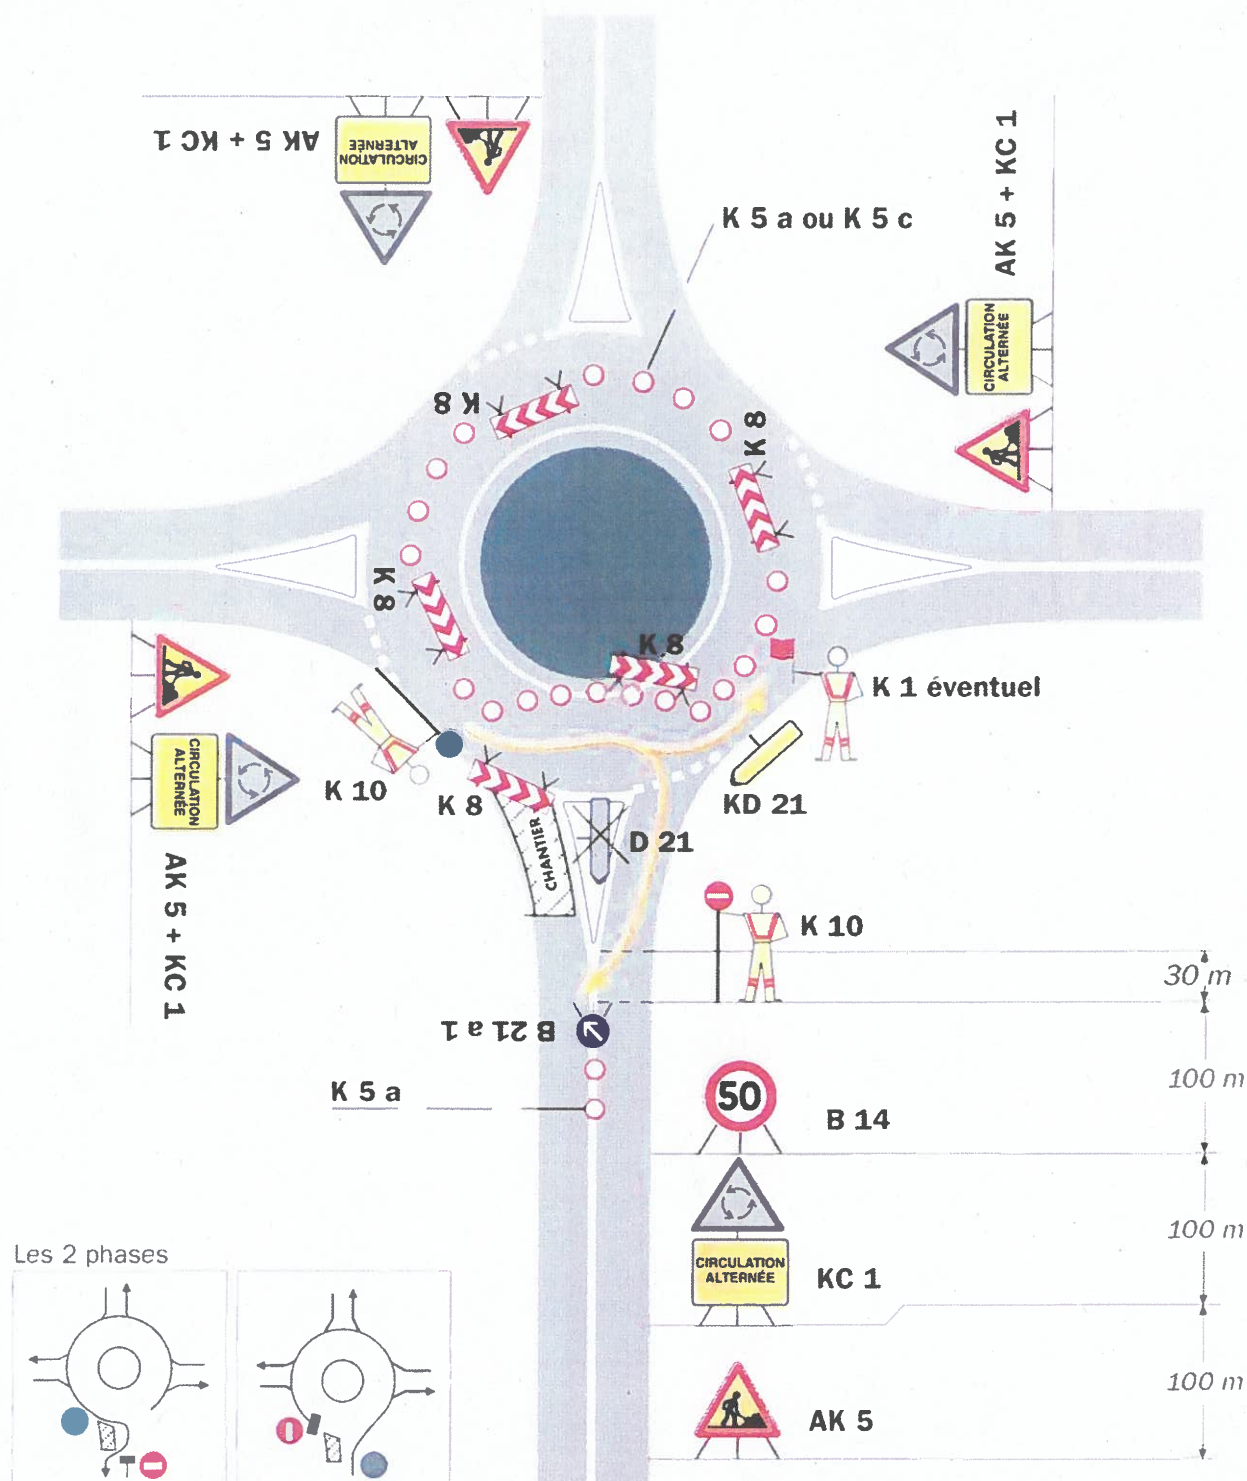 AK 5 + KC 1
CIRCULATION
ALTERNÉE
K 5 a ou K 5 c
AK 5 + KC 1
CIRCULATION
ALTERNÉE
K 8
K 8
K 8
K 8
K 1 éventuel
CIRCULATION
ALTERNÉE
AK 5 + KC 1
K 10
K 8
KD 21
CHANTIER
D 21
K 10
30 m
B 21 a 1
K 5 a
100 m
50
B 14
100 m
CIRCULATION
ALTERNÉE
KC 1
Les 2 phases
100 m
AK 5